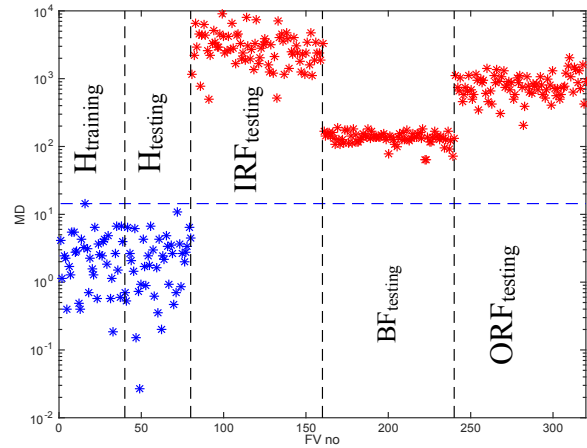 10^4
10^3
10^2
10^1
10^0
10^-1
10^-2
MD
H_training
H_testing
IRF_testing
BF_testing
ORF_testing
0 50 100 150 200 250 300
FV no